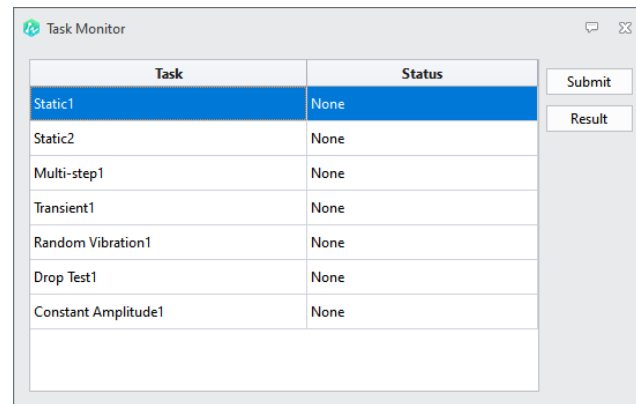 Task Monitor
Task Status
Submit
Static1 None
Result
Static2 None
Multi-step1 None
Transient1 None
Random Vibration1 None
Drop Test1 None
Constant Amplitude1 None